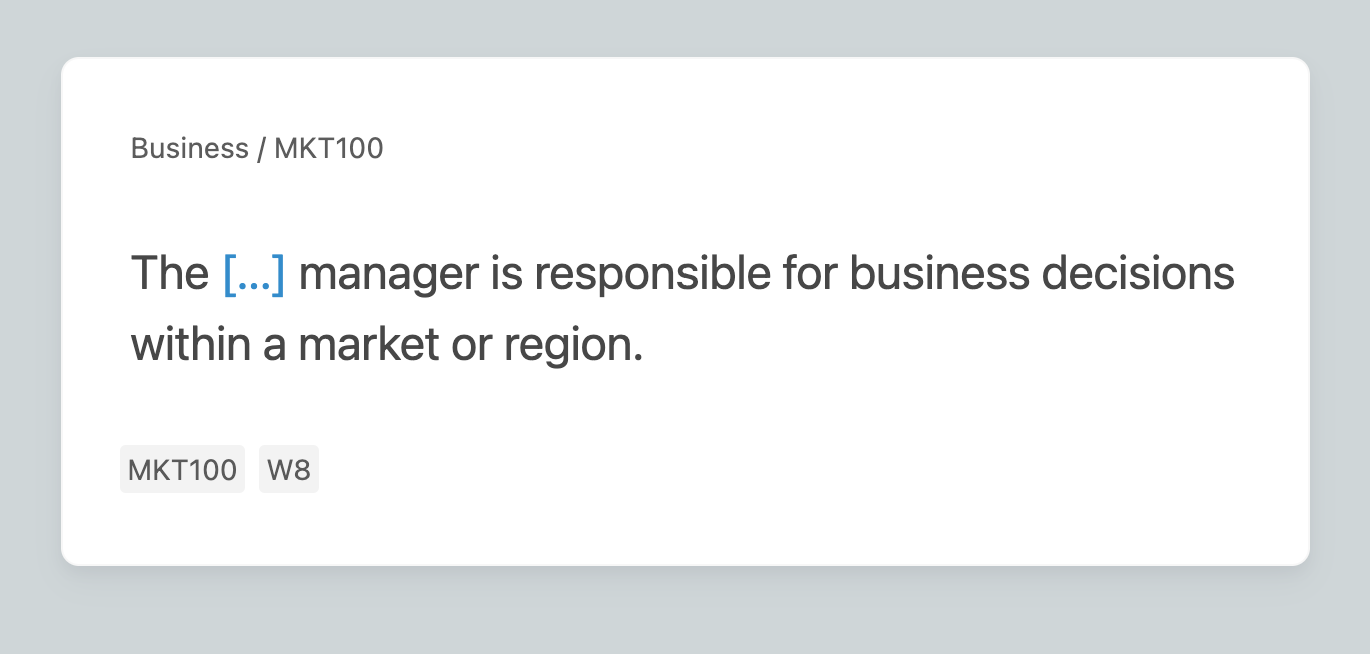 Business / MKT100
The [...] manager is responsible for business decisions
within a market or region.
MKT100 W8